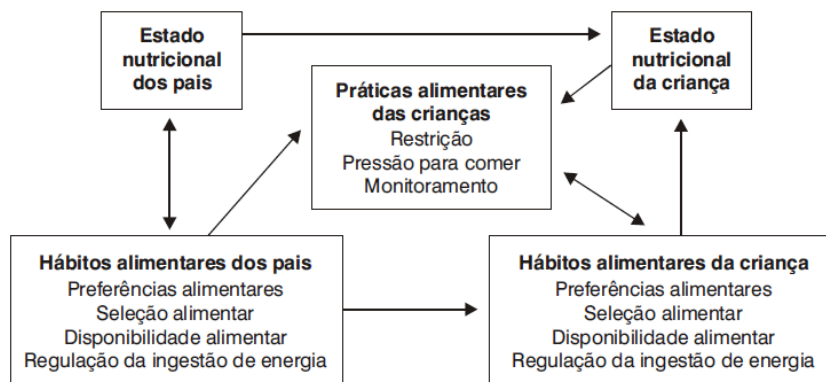 Estado
nutricional
dos pais
Estado
nutricional
da criança
Práticas alimentares
das crianças
Restrição
Pressão para comer
Monitoramento
Hábitos alimentares dos pais
Preferências alimentares
Seleção alimentar
Disponibilidade alimentar
Regulação da ingestão de energia
Hábitos alimentares da criança
Preferências alimentares
Seleção alimentar
Disponibilidade alimentar
Regulação da ingestão de energia